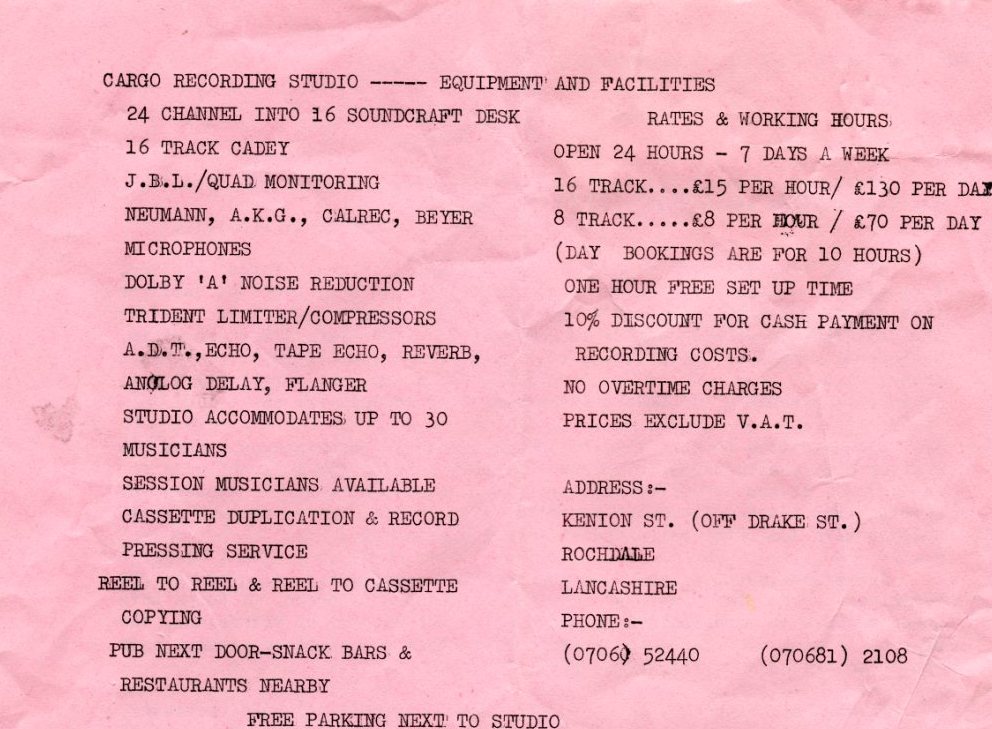 CARGO RECORDING STUDIO ----- EQUIPMENT AND FACILITIES
24 CHANNEL INTO 16 SOUNDCRAFT DESK
16 TRACK CADEY
J.B.L./QUAD MONITORING
NEUMANN, A.K.G., CALREC, BEYER
MICROPHONES
DOLBY 'A' NOISE REDUCTION
TRIDENT LIMITER/COMPRESSORS
A.D.T.,ECHO, TAPE ECHO, REVERB,
ANOLOG DELAY, FLANGER
STUDIO ACCOMMODATES UP TO 30
MUSICIANS
SESSION MUSICIANS AVAILABLE
CASSETTE DUPLICATION & RECORD
PRESSING SERVICE
REEL TO REEL & REEL TO CASSETTE
COPYING
PUB NEXT DOOR-SNACK BARS &
RESTAURANTS NEARBY
RATES & WORKING HOURS
OPEN 24 HOURS - 7 DAYS A WEEK
16 TRACK....£15 PER HOUR/ £130 PER DAY
8 TRACK.....£8 PER HOUR / £70 PER DAY
(DAY BOOKINGS ARE FOR 10 HOURS)
ONE HOUR FREE SET UP TIME
10% DISCOUNT FOR CASH PAYMENT ON
RECORDING COSTS.
NO OVERTIME CHARGES
PRICES EXCLUDE V.A.T.
ADDRESS:-
KENION ST. (OFF DRAKE ST.)
ROCHDALE
LANCASHIRE
PHONE:-
(0706) 52440 (070681) 2108
FREE PARKING NEXT TO STUDIO